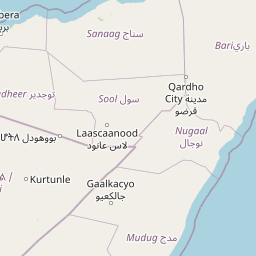 Sanaag سناج
Bari باري
Qardho
City مدينة
قرضو
Sool سول
Laascaanood
لاس عانود
Nugaal
نوجال
بووهودل
Kurtunle
Gaalkacyo
جالكعيو
Mudug مدج